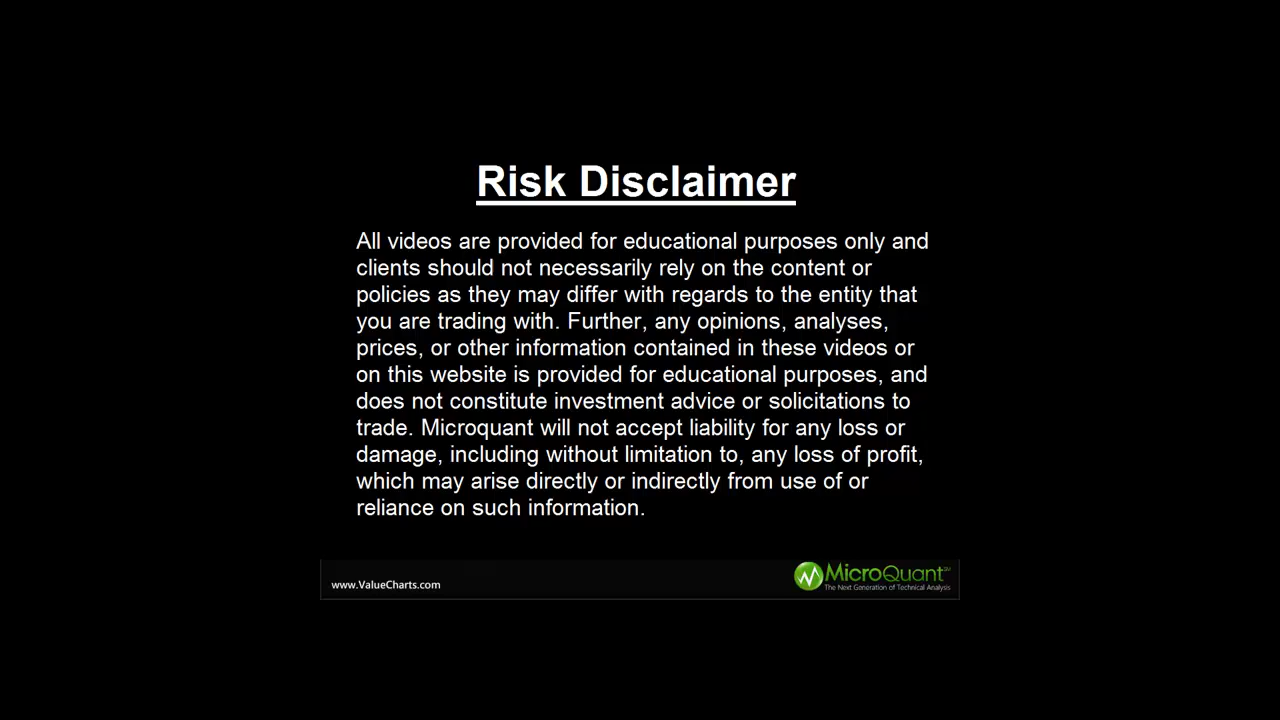 Risk Disclaimer
All videos are provided for educational purposes only and
clients should not necessarily rely on the content or
policies as they may differ with regards to the entity that
you are trading with. Further, any opinions, analyses,
prices, or other information contained in these videos or
on this website is provided for educational purposes, and
does not constitute investment advice or solicitations to
trade. Microquant will not accept liability for any loss or
damage, including without limitation to, any loss of profit,
which may arise directly or indirectly from use of or
reliance on such information.
www.ValueCharts.com
MicroQuant℠
The Next Generation of Technical Analysis